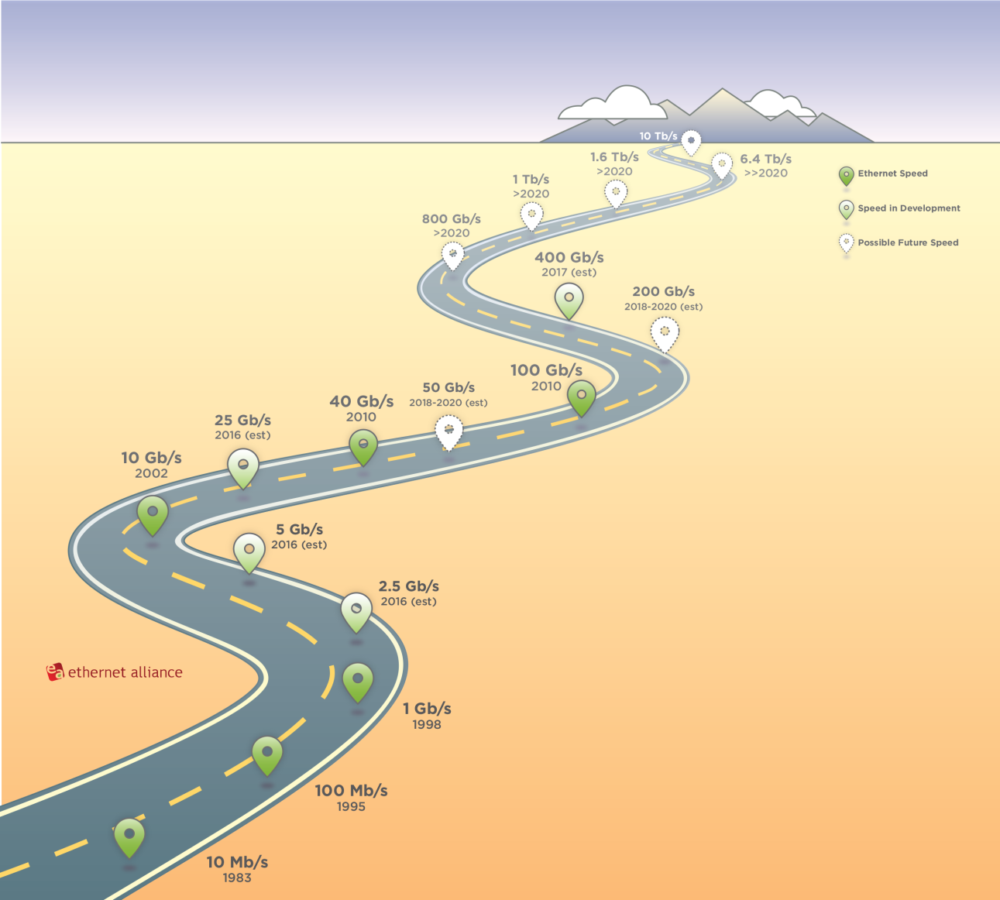 10 Tb/s
1.6 Tb/s
>2020
6.4 Tb/s
>>2020
1 Tb/s
>2020
800 Gb/s
>2020
400 Gb/s
2017 (est)
200 Gb/s
2018-2020 (est)
100 Gb/s
2010
50 Gb/s
2018-2020 (est)
40 Gb/s
2010
25 Gb/s
2016 (est)
10 Gb/s
2002
5 Gb/s
2016 (est)
2.5 Gb/s
2016 (est)
1 Gb/s
1998
100 Mb/s
1995
10 Mb/s
1983
Ethernet Speed
Speed in Development
Possible Future Speed
ea ethernet alliance